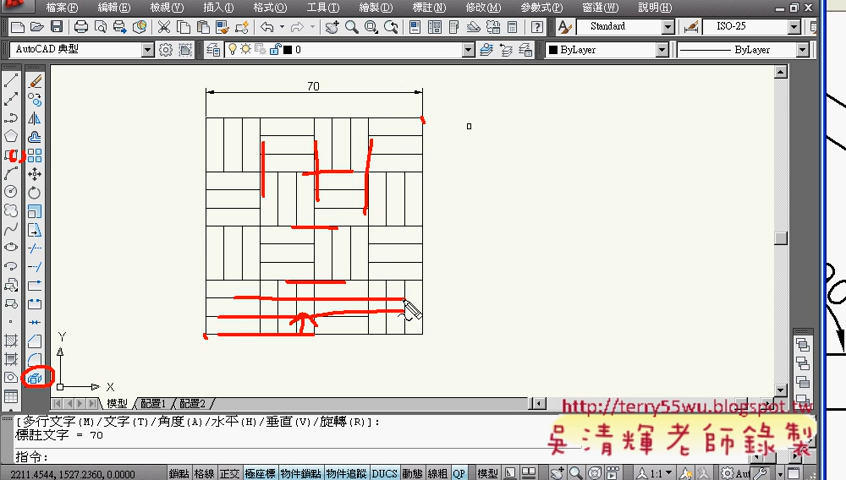 檔案(F) 編輯(E) 檢視(V) 插入(I) 格式(O) 工具(T) 繪製(D) 標註(N) 修改(M) 參數式(P) 視窗(W) 說明(H)
Standard ISO-25
AutoCAD 典型 0 ByLayer ByLayer
70
Y
X
模型 配置1 配置2
http://terry55wu.blogspot.tw
[多行文字(M)/文字(T)/角度(A)/水平(H)/垂直(V)/旋轉(R)]:
標註文字 = 70
吳清輝老師錄製
指令:
2211.4544, 1527.2360, 0.0000 鎖點 格線 正交 極座標 物件鎖點 物件追蹤 DUCS 動態 線粗 QP 模型 1:1